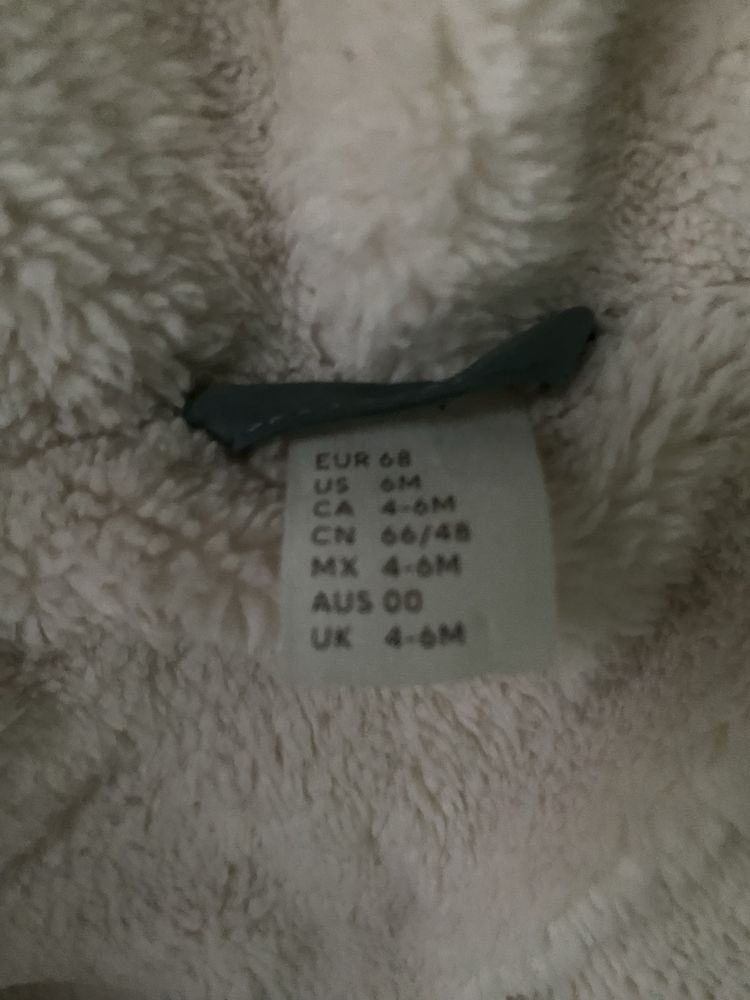 EUR 68
US 6M
CA 4-6M
CN 66/48
MX 4-6M
AUS 00
UK 4-6M